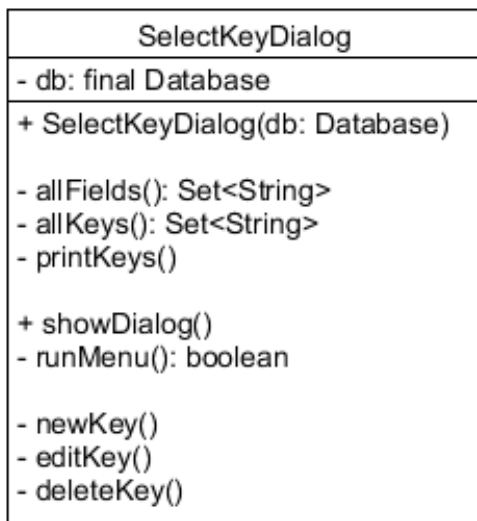 SelectKeyDialog
- db: final Database
+ SelectKeyDialog(db: Database)
- allFields(): Set<String>
- allKeys(): Set<String>
- printKeys()
+ showDialog()
- runMenu(): boolean
- newKey()
- editKey()
- deleteKey()